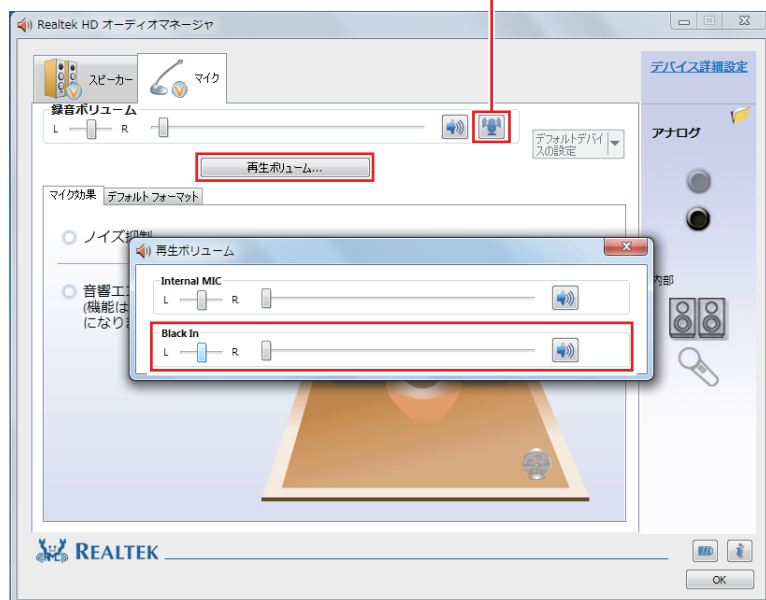 Realtek HD オーディオマネージャ
スピーカー
マイク
デバイス詳細設定
録音ボリューム
L R
デフォルトデバイ
スの設定
アナログ
再生ボリューム...
マイク効果 デフォルト フォーマット
ノイズ抑制
再生ボリューム
音響エ
(機能は
になりま
Internal MIC
L R
Black In
L R
内部
REALTEK
OK